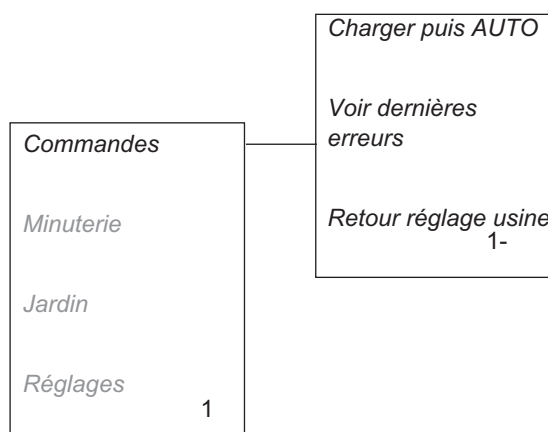 Commandes
Minuterie
Jardin
Réglages
1
Charger puis AUTO
Voir dernières
erreurs
Retour réglage usine
1-